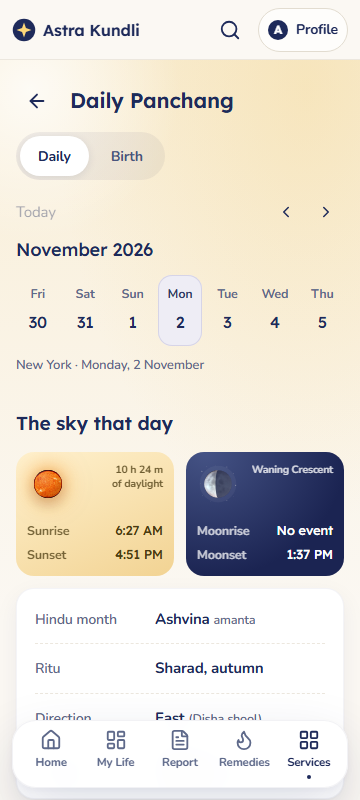 Astra Kundli
A Profile
Daily Panchang
Daily Birth
Today
November 2026
Fri Sat Sun Mon Tue Wed Thu
30 31 1 2 3 4 5
New York · Monday, 2 November
The sky that day
10 h 24 m
of daylight
Sunrise 6:27 AM
Sunset 4:51 PM
Waning Crescent
Moonrise No event
Moonset 1:37 PM
Hindu month Ashvina amanta
Ritu Sharad, autumn
Direction East (Disha shool)
Home My Life Report Remedies Services